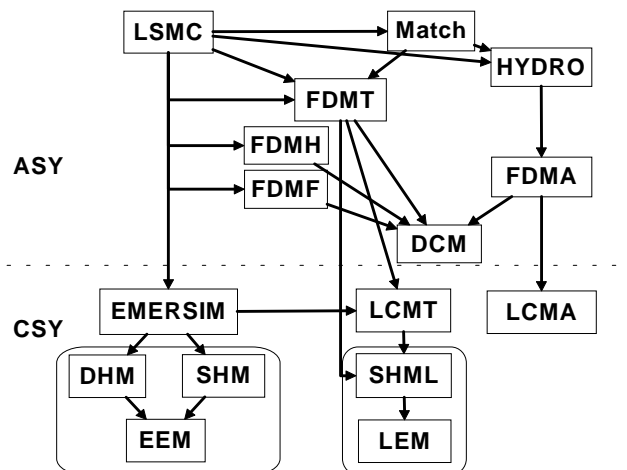 LSMC
Match
HYDRO
FDMT
FDMH
ASY
FDMF
FDMA
DCM
EMERSIM
LCMT
LCMA
CSY
DHM
SHM
SHML
EEM
LEM